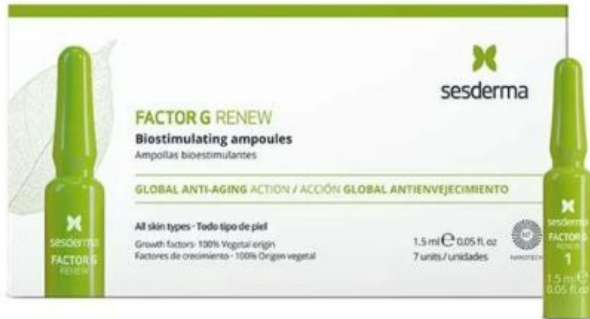 sesderma
FACTOR G RENEW
Biostimulating ampoules
Ampollas bioestimulantes
GLOBAL ANTI-AGING ACTION / ACCIÓN GLOBAL ANTIENVEJECIMIENTO
All skin types · Todo tipo de piel
Growth factors: 100% Vegetal origin
Factores de crecimiento · 100% Origen vegetal
1.5 ml ℮ 0.05 fl. oz
7 units / unidades
NANOTECH
sesderma
FACTOR G
RENEW
sesderma
FACTOR G
RENEW
1
1.5 ml ℮
0.05 fl. oz